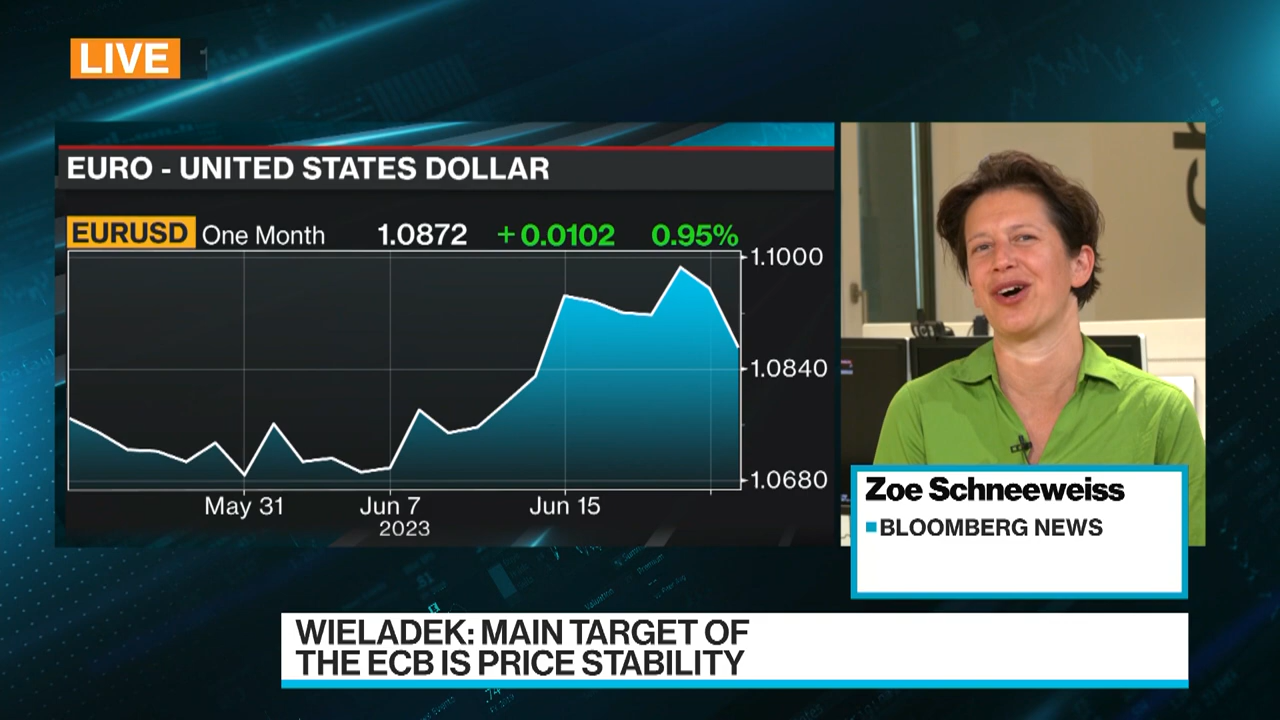 LIVE
EURO - UNITED STATES DOLLAR
EURUSD One Month 1.0872 +0.0102 0.95%
1.1000
1.0840
1.0680
May 31 Jun 7 Jun 15
2023
Zoe Schneeweiss
BLOOMBERG NEWS
WIELADEK: MAIN TARGET OF
THE ECB IS PRICE STABILITY